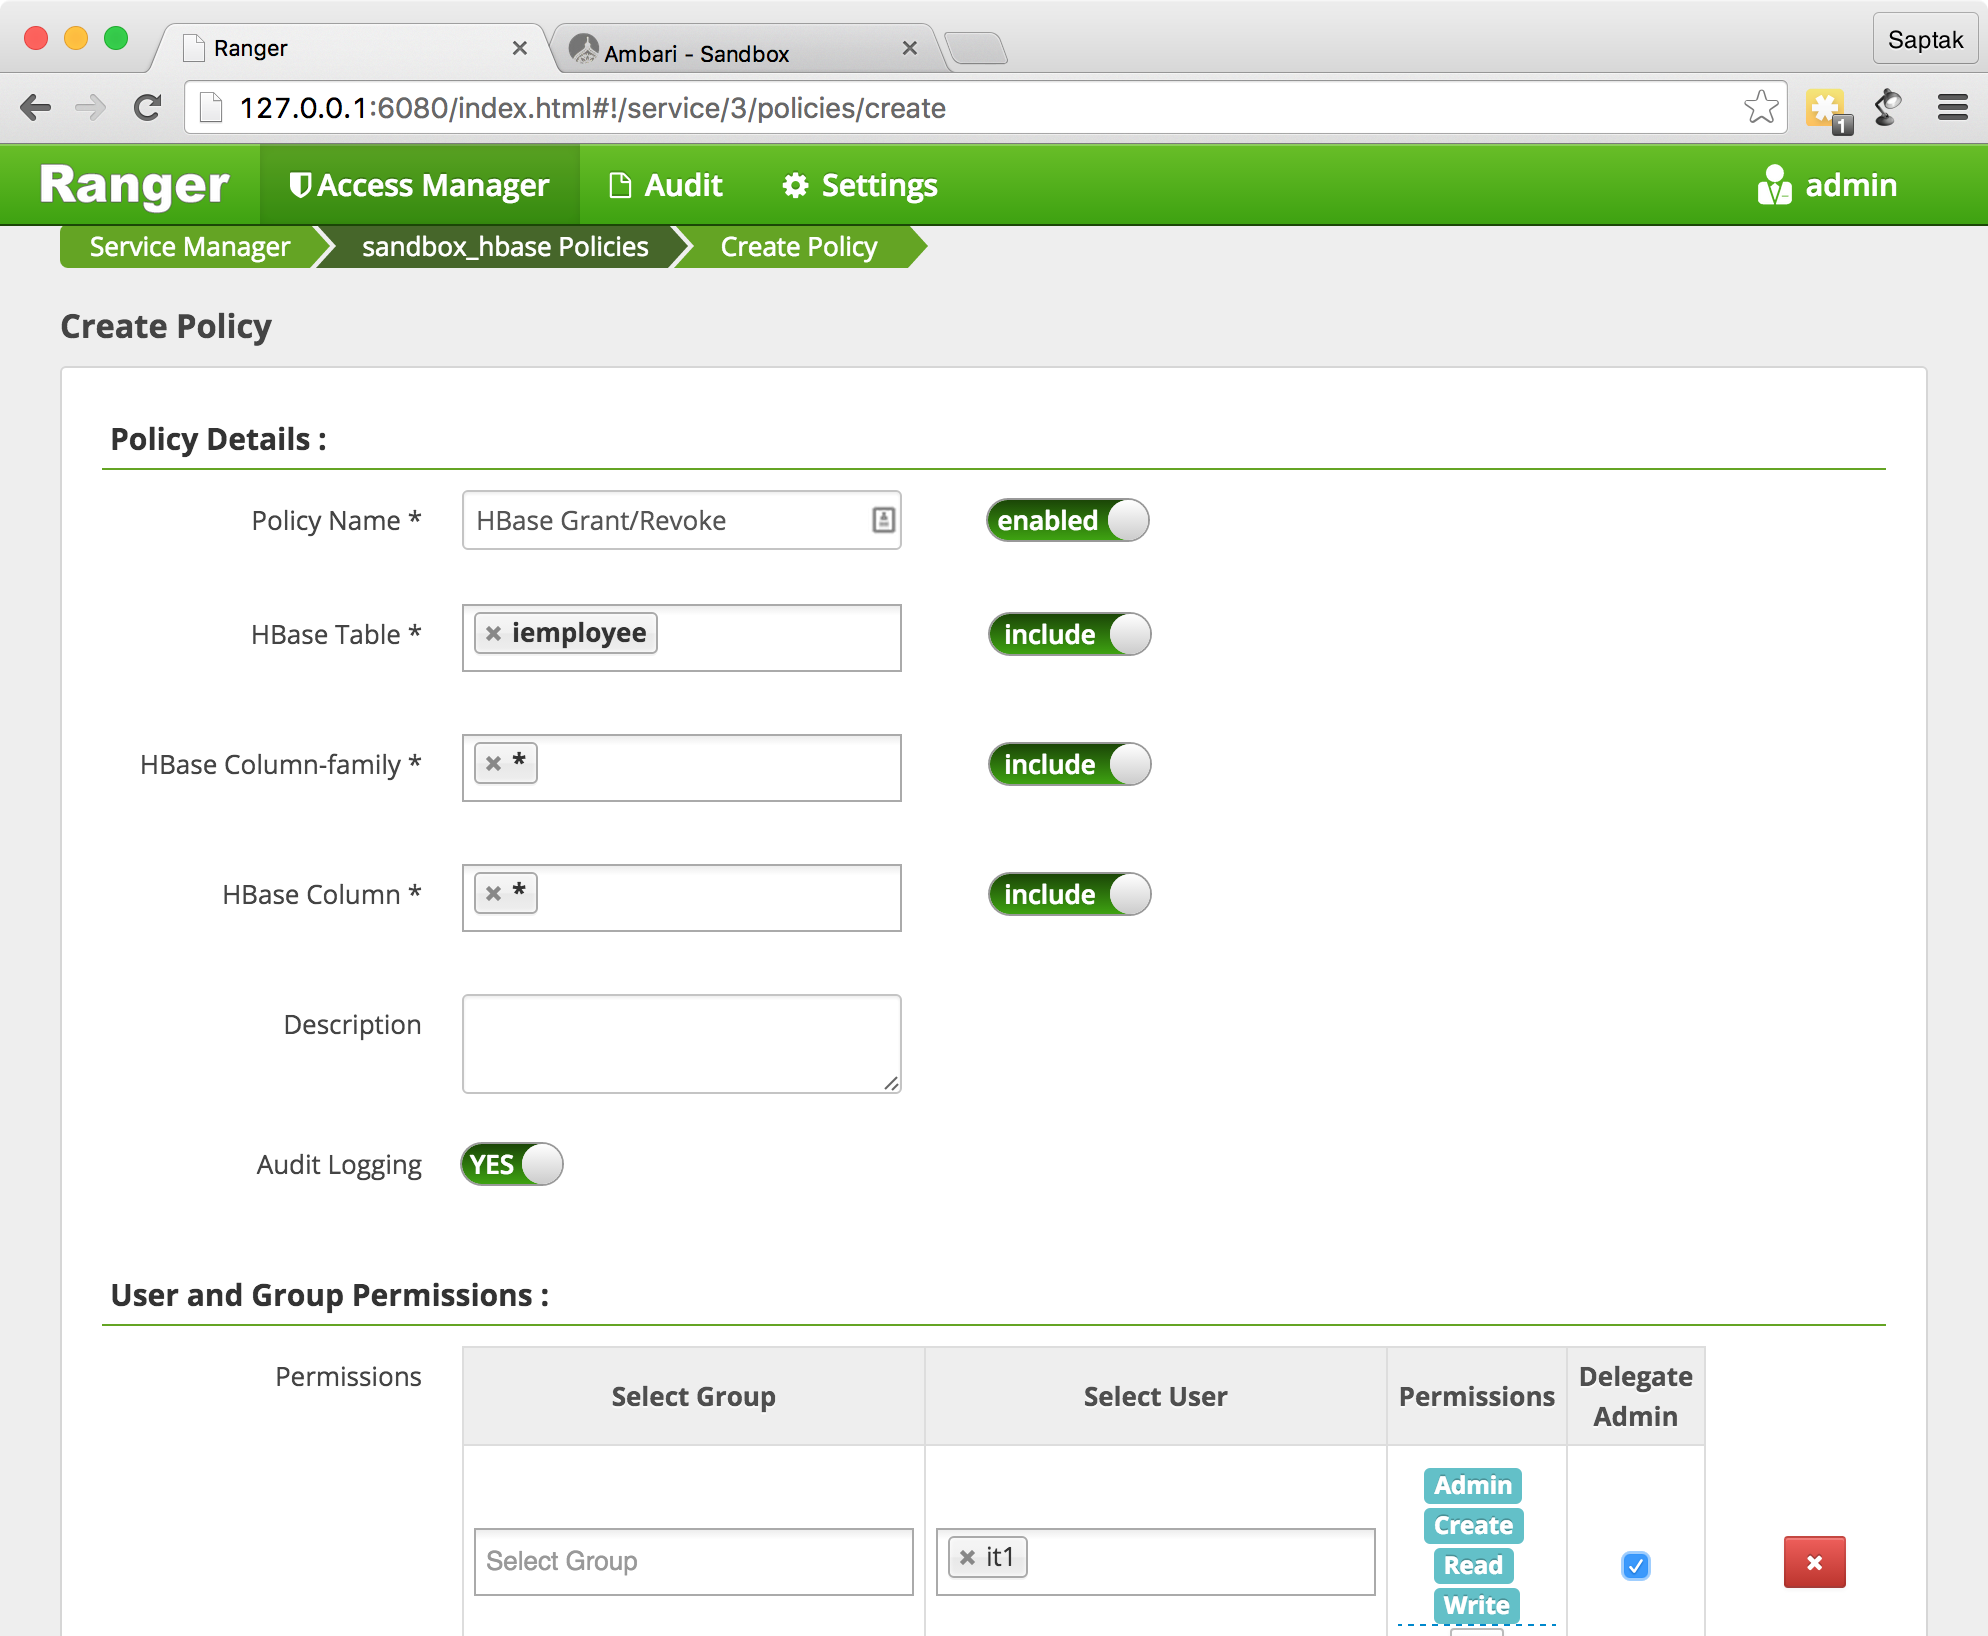 Ranger
Ambari - Sandbox
Saptak
127.0.0.1:6080/index.html#!/service/3/policies/create
1
Ranger
Access Manager
Audit
Settings
admin
Service Manager
sandbox_hbase Policies
Create Policy
Create Policy
Policy Details :
Policy Name *
HBase Grant/Revoke
enabled
HBase Table *
iemployee
include
HBase Column-family *
*
include
HBase Column *
*
include
Description
Audit Logging
YES
User and Group Permissions :
Permissions
Select Group
Select User
Permissions
Delegate
Admin
Select Group
it1
Admin
Create
Read
Write